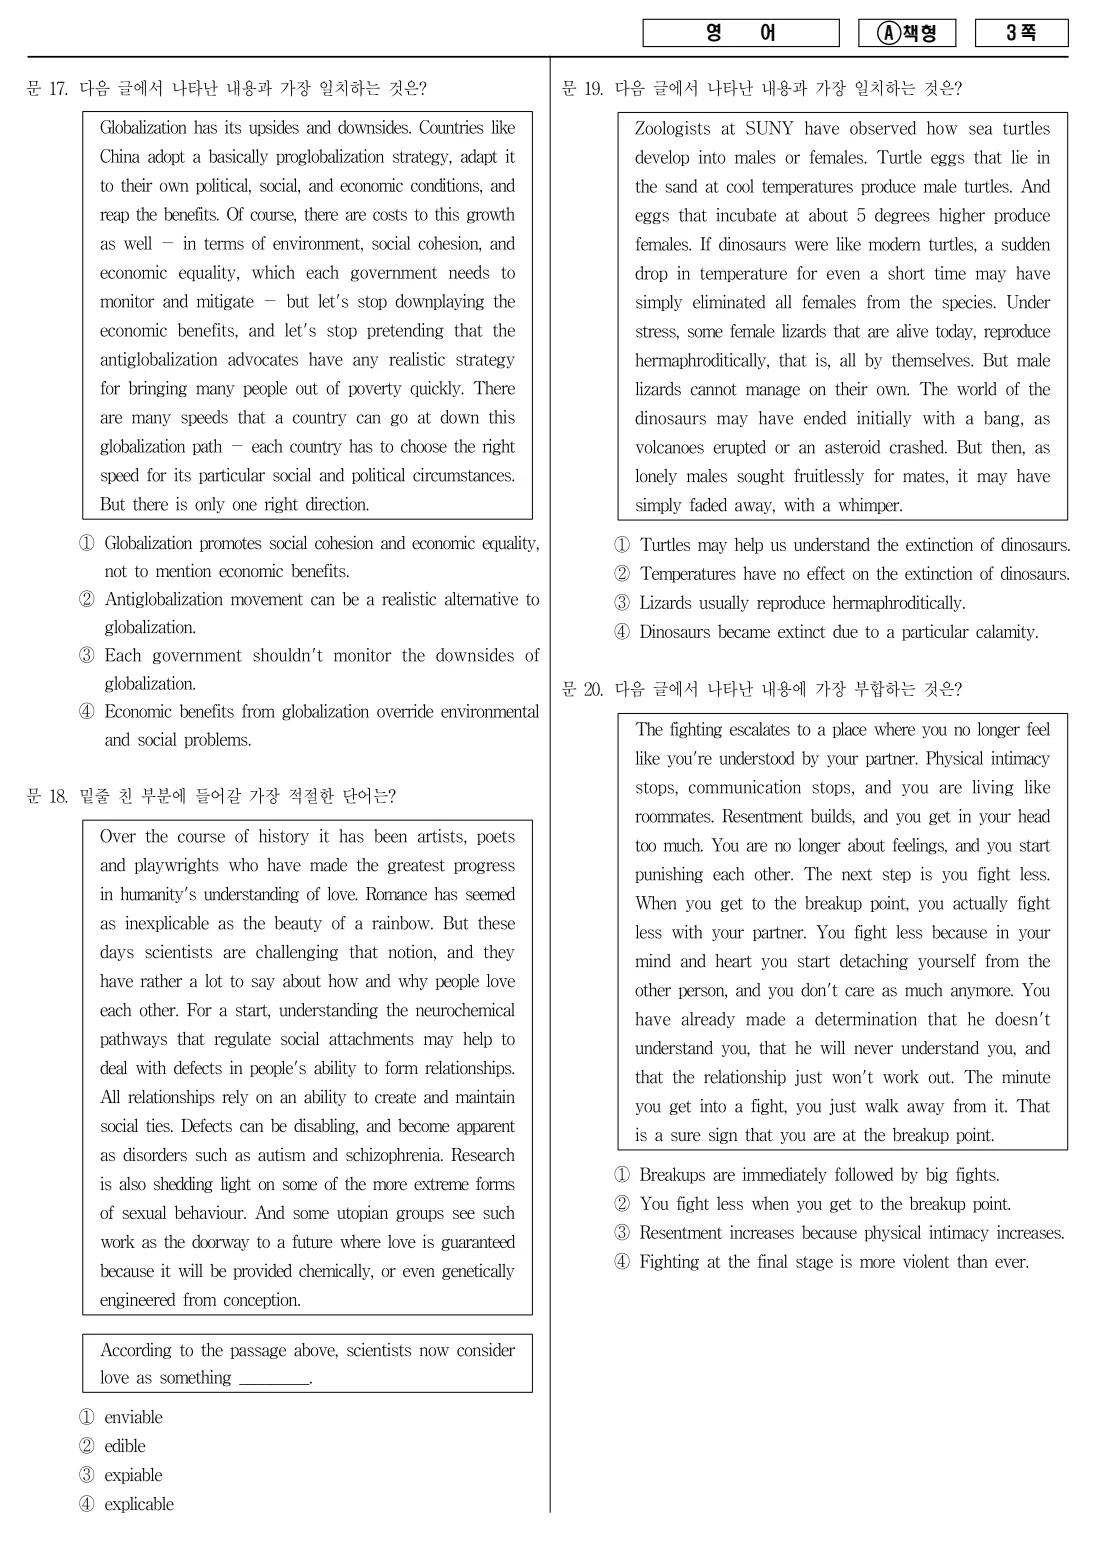 영 어
Ⓐ책형
3쪽
문 17. 다음 글에서 나타난 내용과 가장 일치하는 것은?
Globalization has its upsides and downsides. Countries like
China adopt a basically proglobalization strategy, adapt it
to their own political, social, and economic conditions, and
reap the benefits. Of course, there are costs to this growth
as well － in terms of environment, social cohesion, and
economic equality, which each government needs to
monitor and mitigate － but let's stop downplaying the
economic benefits, and let's stop pretending that the
antiglobalization advocates have any realistic strategy
for bringing many people out of poverty quickly. There
are many speeds that a country can go at down this
globalization path － each country has to choose the right
speed for its particular social and political circumstances.
But there is only one right direction.
① Globalization promotes social cohesion and economic equality,
not to mention economic benefits.
② Antiglobalization movement can be a realistic alternative to
globalization.
③ Each government shouldn't monitor the downsides of
globalization.
④ Economic benefits from globalization override environmental
and social problems.
문 18. 밑줄 친 부분에 들어갈 가장 적절한 단어는?
Over the course of history it has been artists, poets
and playwrights who have made the greatest progress
in humanity's understanding of love. Romance has seemed
as inexplicable as the beauty of a rainbow. But these
days scientists are challenging that notion, and they
have rather a lot to say about how and why people love
each other. For a start, understanding the neurochemical
pathways that regulate social attachments may help to
deal with defects in people's ability to form relationships.
All relationships rely on an ability to create and maintain
social ties. Defects can be disabling, and become apparent
as disorders such as autism and schizophrenia. Research
is also shedding light on some of the more extreme forms
of sexual behaviour. And some utopian groups see such
work as the doorway to a future where love is guaranteed
because it will be provided chemically, or even genetically
engineered from conception.
According to the passage above, scientists now consider
love as something ________.
① enviable
② edible
③ expiable
④ explicable
문 19. 다음 글에서 나타난 내용과 가장 일치하는 것은?
Zoologists at SUNY have observed how sea turtles
develop into males or females. Turtle eggs that lie in
the sand at cool temperatures produce male turtles. And
eggs that incubate at about 5 degrees higher produce
females. If dinosaurs were like modern turtles, a sudden
drop in temperature for even a short time may have
simply eliminated all females from the species. Under
stress, some female lizards that are alive today, reproduce
hermaphroditically, that is, all by themselves. But male
lizards cannot manage on their own. The world of the
dinosaurs may have ended initially with a bang, as
volcanoes erupted or an asteroid crashed. But then, as
lonely males sought fruitlessly for mates, it may have
simply faded away, with a whimper.
① Turtles may help us understand the extinction of dinosaurs.
② Temperatures have no effect on the extinction of dinosaurs.
③ Lizards usually reproduce hermaphroditically.
④ Dinosaurs became extinct due to a particular calamity.
문 20. 다음 글에서 나타난 내용에 가장 부합하는 것은?
The fighting escalates to a place where you no longer feel
like you're understood by your partner. Physical intimacy
stops, communication stops, and you are living like
roommates. Resentment builds, and you get in your head
too much. You are no longer about feelings, and you start
punishing each other. The next step is you fight less.
When you get to the breakup point, you actually fight
less with your partner. You fight less because in your
mind and heart you start detaching yourself from the
other person, and you don't care as much anymore. You
have already made a determination that he doesn't
understand you, that he will never understand you, and
that the relationship just won't work out. The minute
you get into a fight, you just walk away from it. That
is a sure sign that you are at the breakup point.
① Breakups are immediately followed by big fights.
② You fight less when you get to the breakup point.
③ Resentment increases because physical intimacy increases.
④ Fighting at the final stage is more violent than ever.